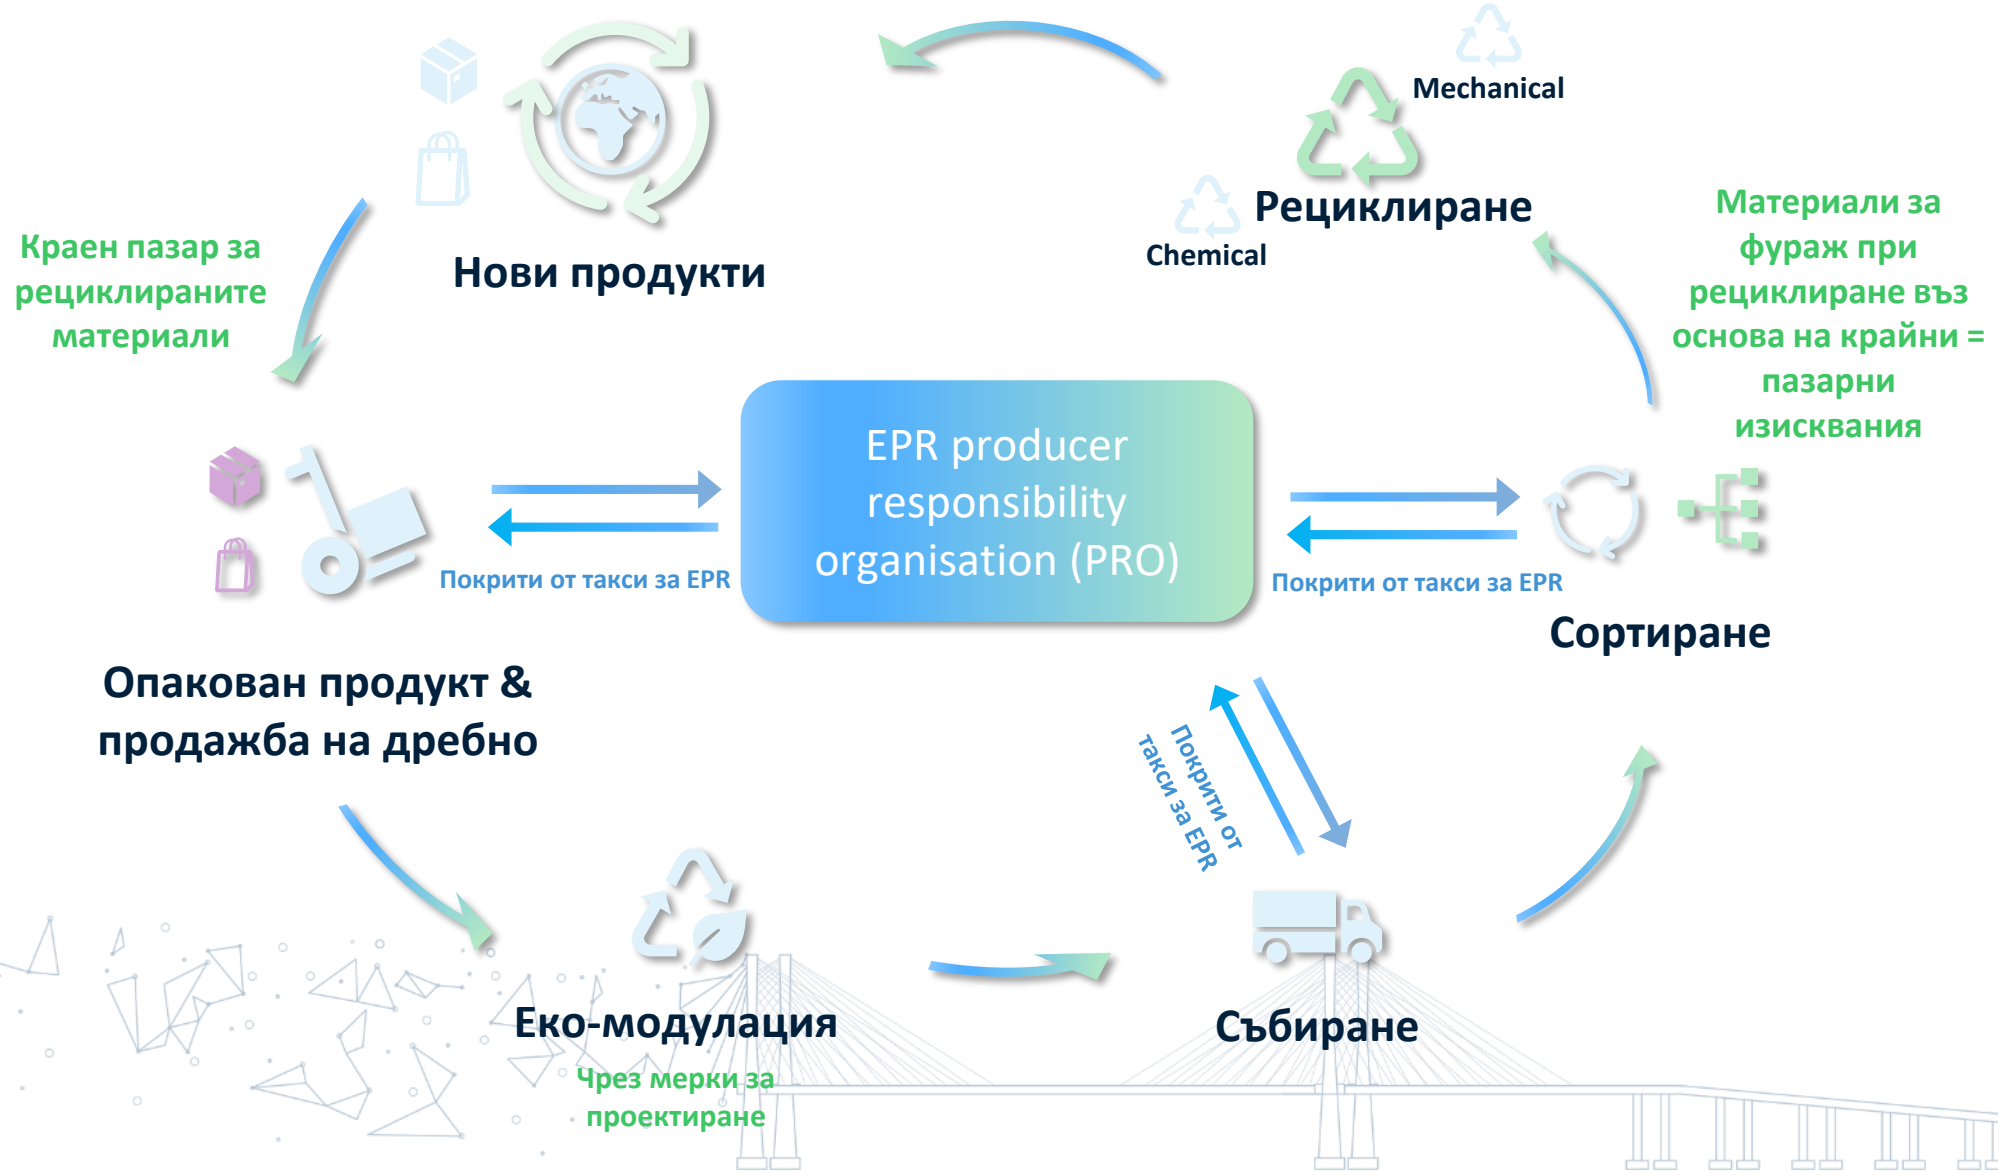 Mechanical
Рециклиране
Chemical
Нови продукти
Краен пазар за
рециклираните
материали
Материали за
фураж при
рециклиране въз
основа на крайни =
пазарни
изисквания
EPR producer
responsibility
organisation (PRO)
Покрити от такси за EPR
Покрити от такси за EPR
Сортиране
Опакован продукт &
продажба на дребно
Покрити от
такси за EPR
Еко-модулация
Чрез мерки за
проектиране
Събиране